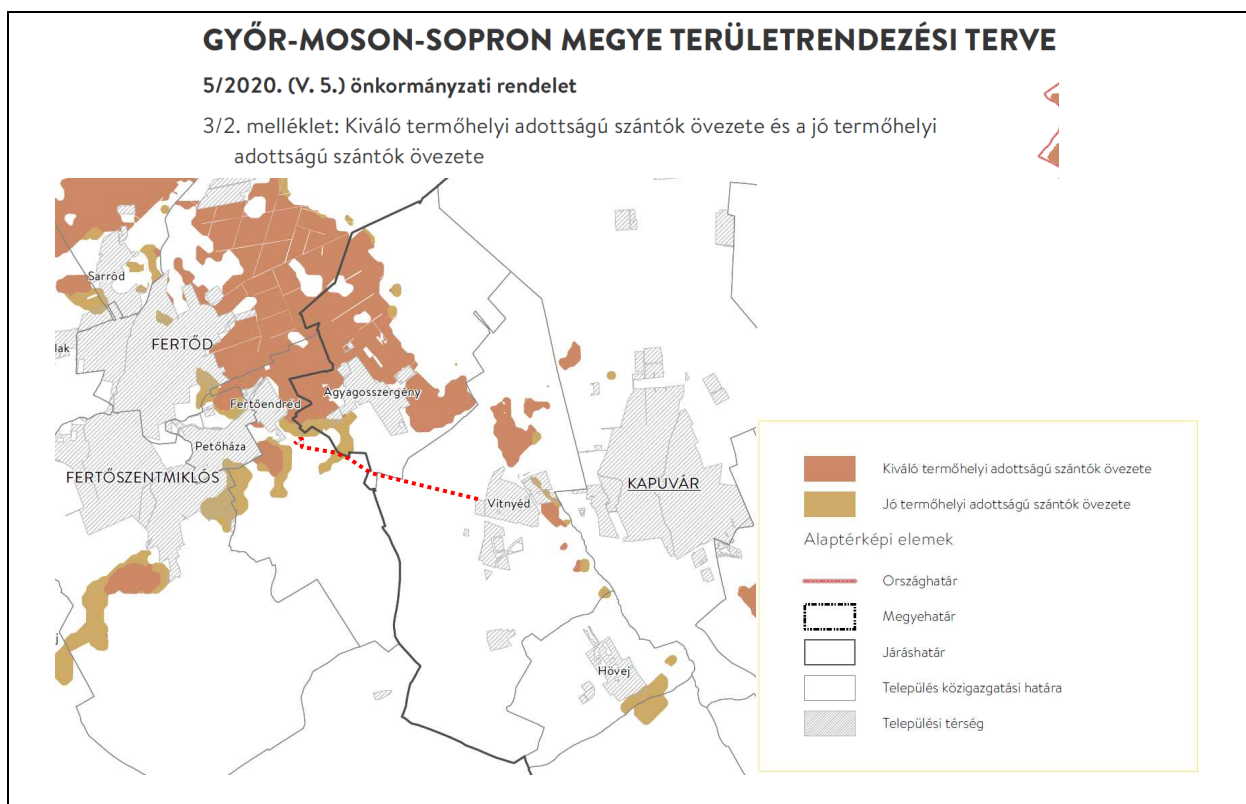 GYŐR-MOSON-SOPRON MEGYE TERÜLETRENDEZÉSI TERVE
5/2020. (V. 5.) önkormányzati rendelet
3/2. melléklet: Kiváló termőhelyi adottságú szántók övezete és a jó termőhelyi
adottságú szántók övezete
Sarród
lak
FERTŐD
Agyagosszergény
Fertőendréd
Petőháza
FERTŐSZENTMIKLÓS
KAPUVÁR
Vitnyéd
j
Hövej
Kiváló termőhelyi adottságú szántók övezete
Jó termőhelyi adottságú szántók övezete
Alaptérképi elemek
Országhatár
Megyehatár
Járáshatár
Település közigazgatási határa
Települési térség